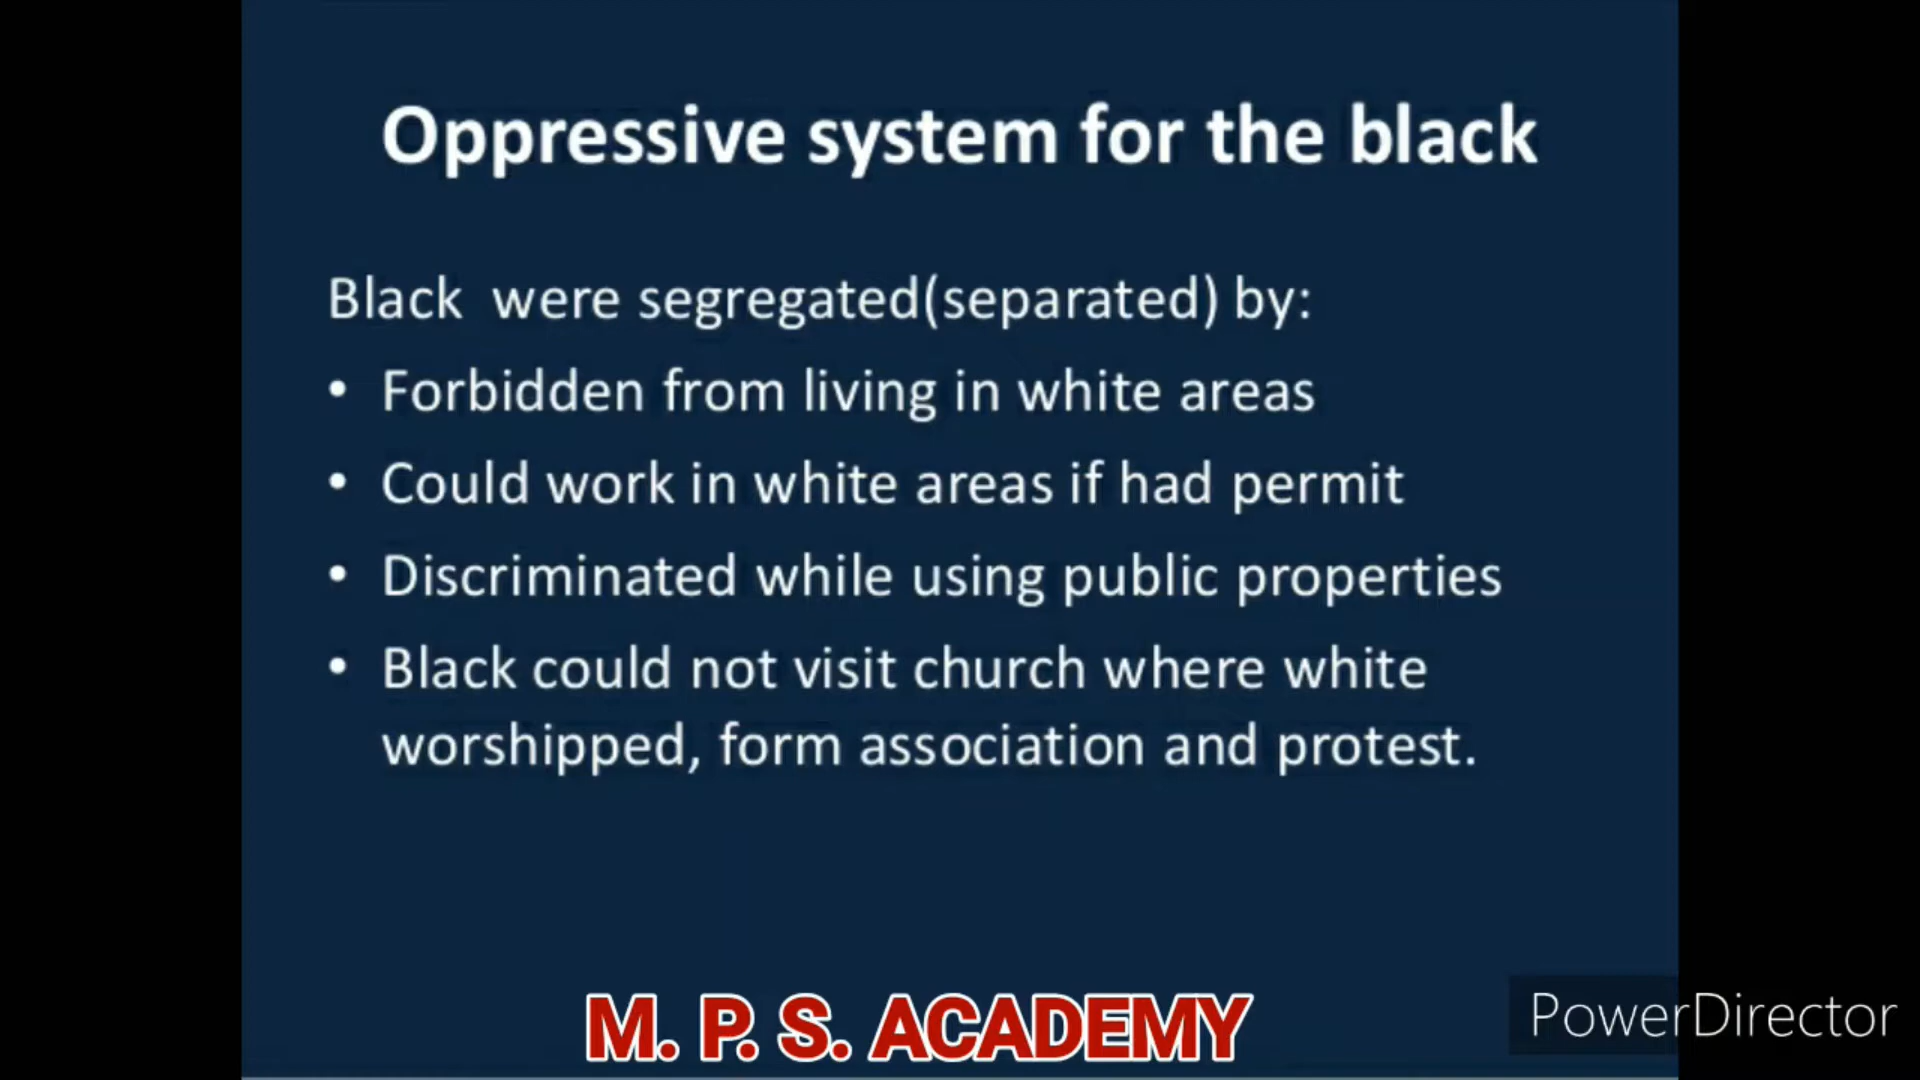 Oppressive system for the black
Black were segregated(separated) by:
• Forbidden from living in white areas
• Could work in white areas if had permit
• Discriminated while using public properties
• Black could not visit church where white
worshipped, form association and protest.
M. P. S. ACADEMY
PowerDirector